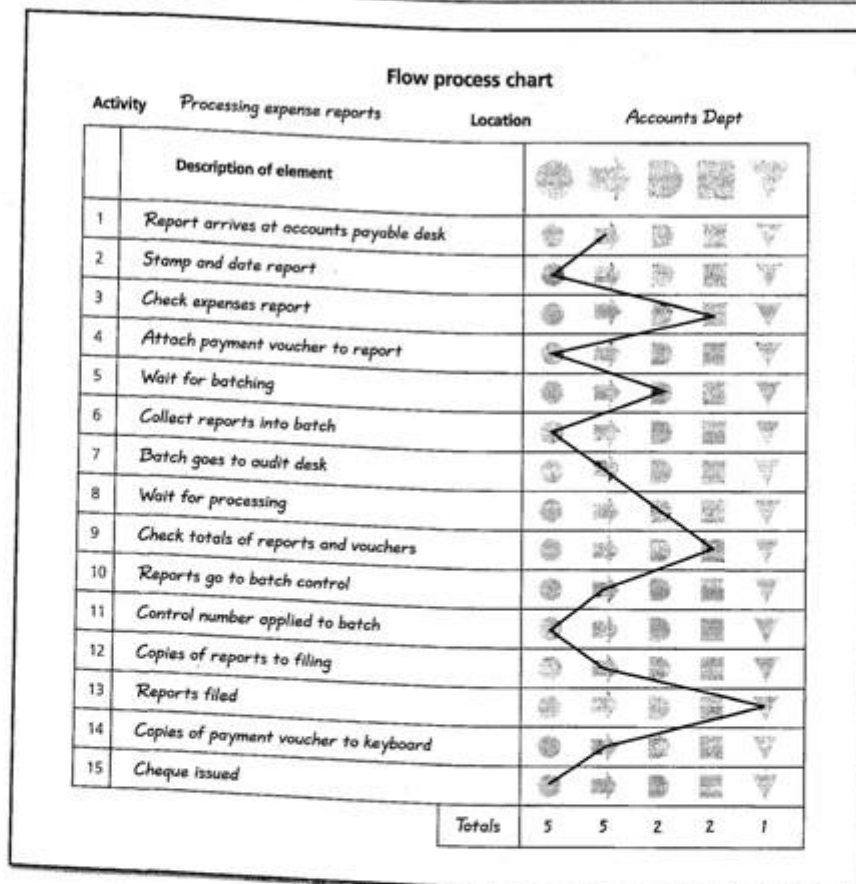 Flow process chart
Activity Processing expense reports Location Accounts Dept
Description of element
1 Report arrives at accounts payable desk
2 Stamp and date report
3 Check expenses report
4 Attach payment voucher to report
5 Wait for batching
6 Collect reports into batch
7 Batch goes to audit desk
8 Wait for processing
9 Check totals of reports and vouchers
10 Reports go to batch control
11 Control number applied to batch
12 Copies of reports to filing
13 Reports filed
14 Copies of payment voucher to keyboard
15 Cheque issued
Totals 5 5 2 2 1